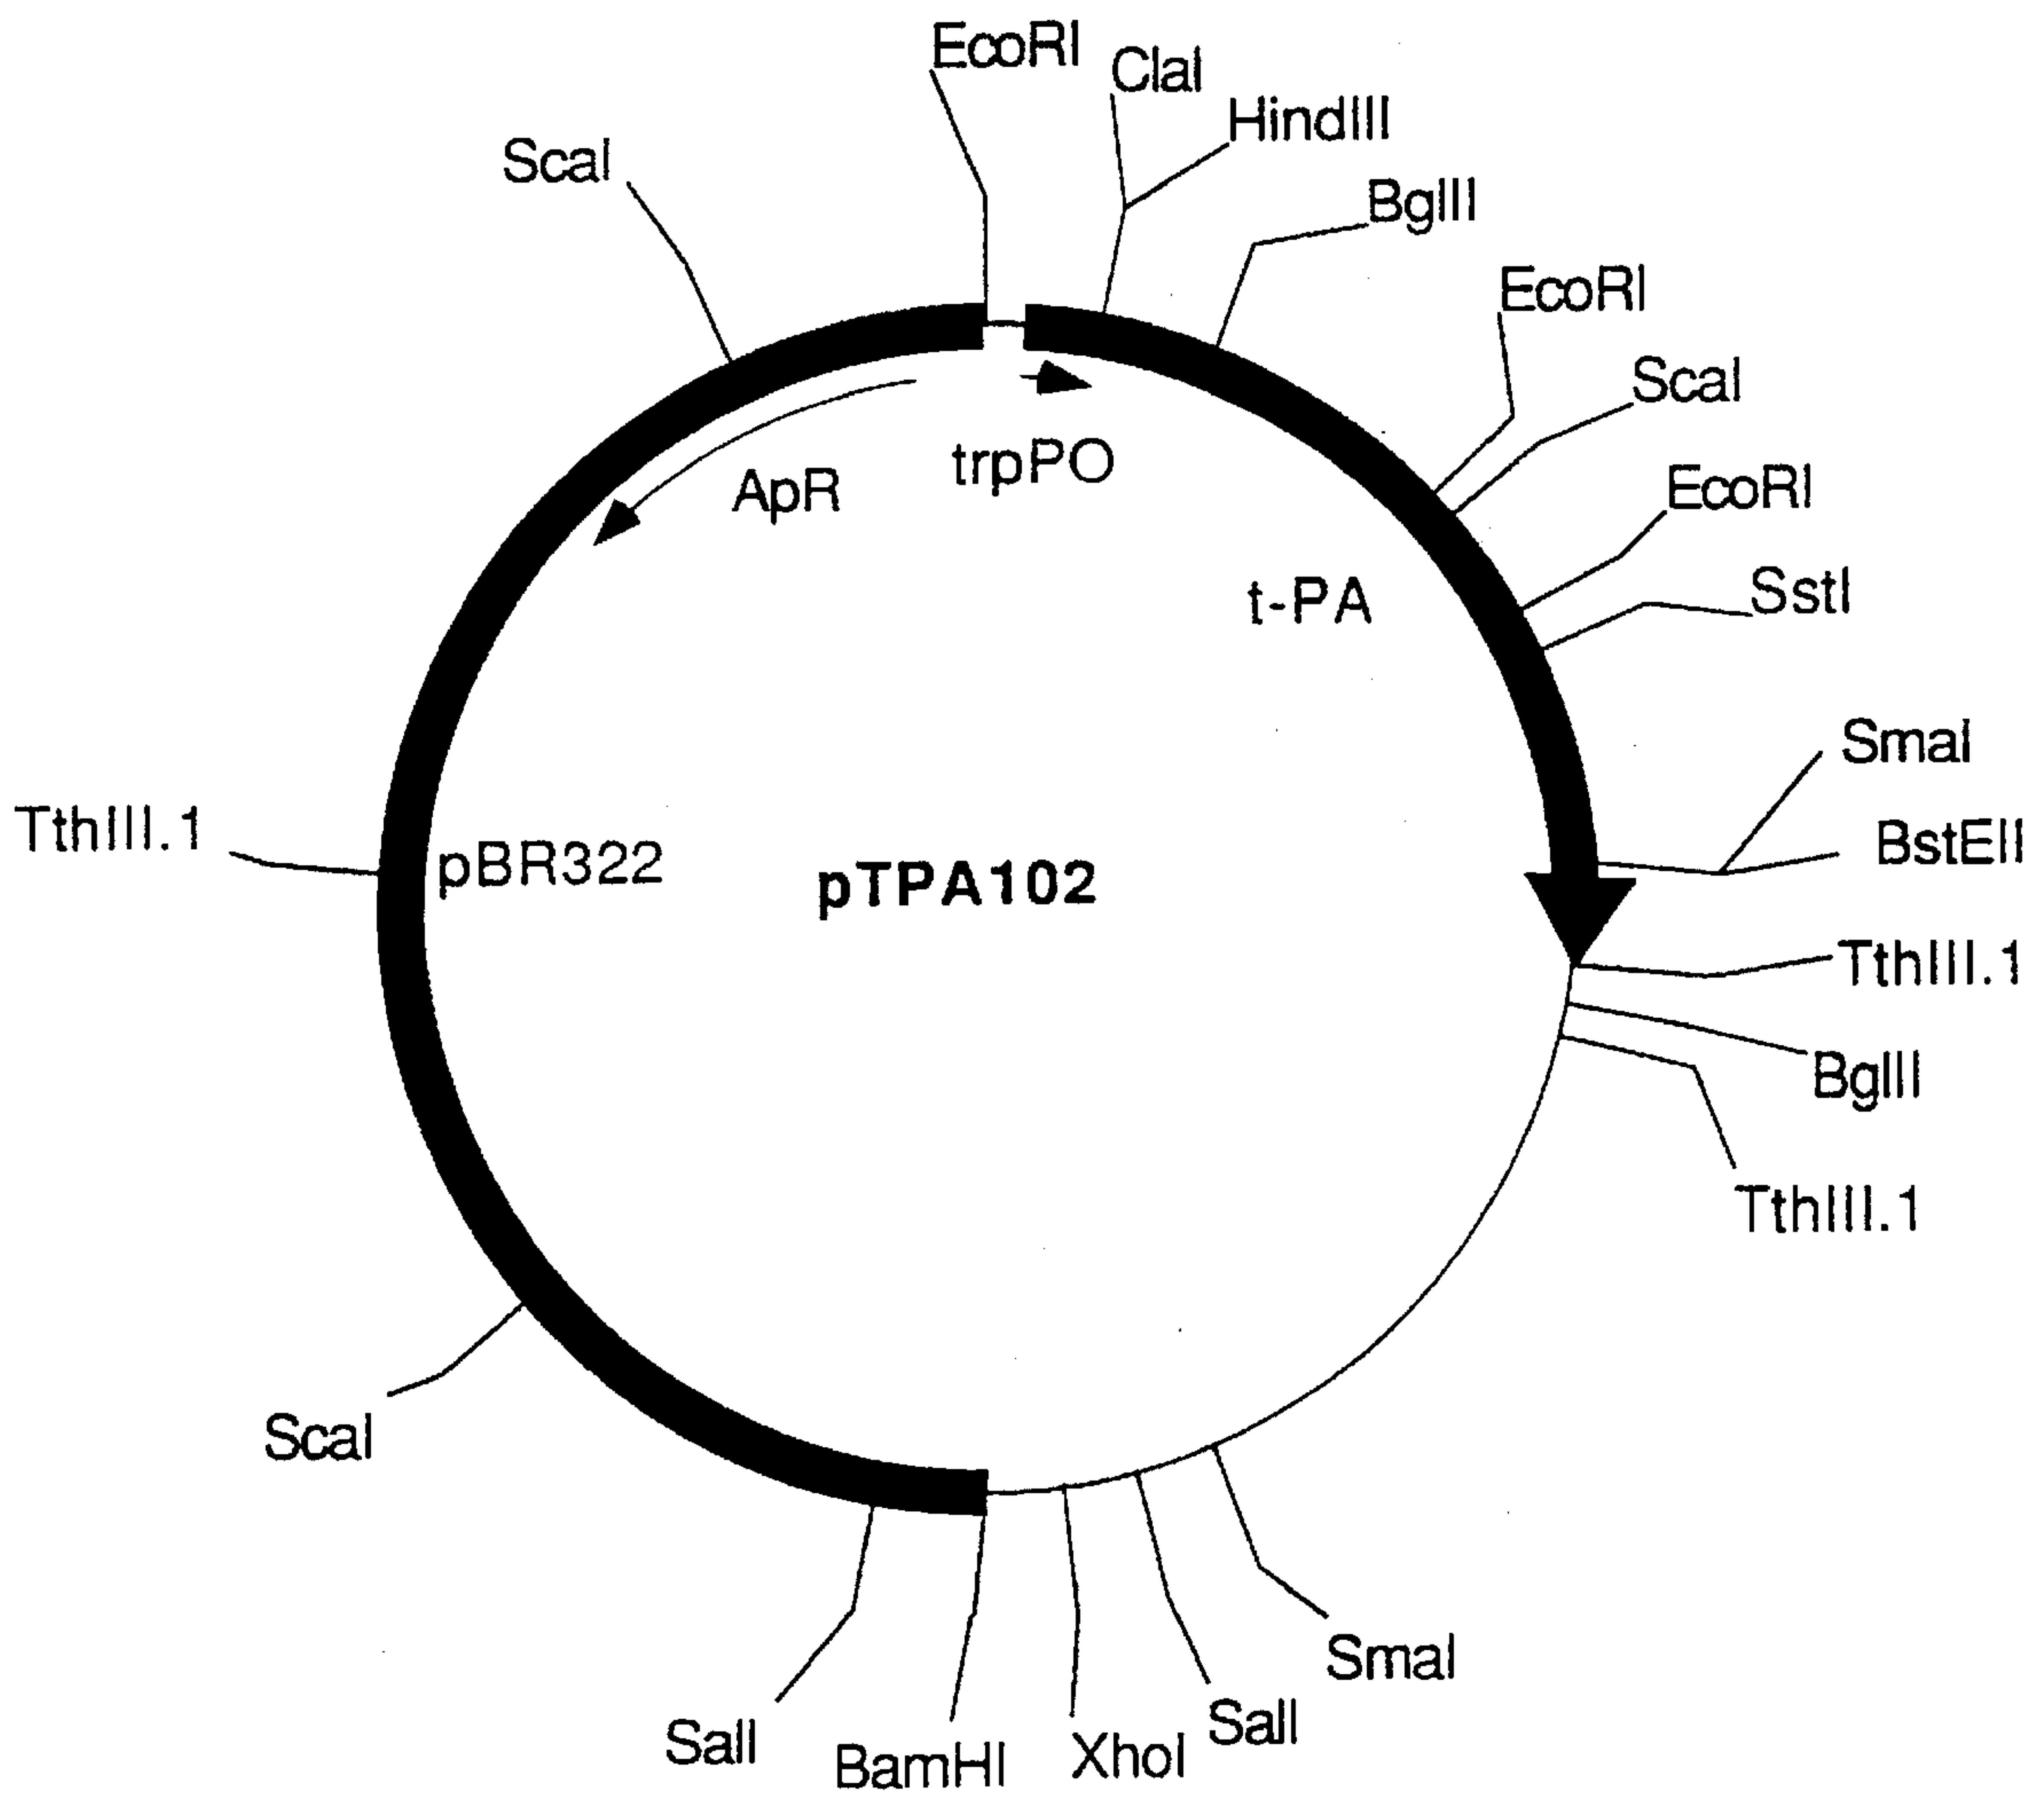 EcoRI
ClaI
HindIII
BglII
ScaI
EcoRI
ScaI
EcoRI
SstI
ApR
trpPO
t-PA
SmaI
BstEII
TthIII.1
pBR322
pTPA102
TthIII.1
BglII
TthIII.1
ScaI
SmaI
SalI
SalI
BamHI
XhoI